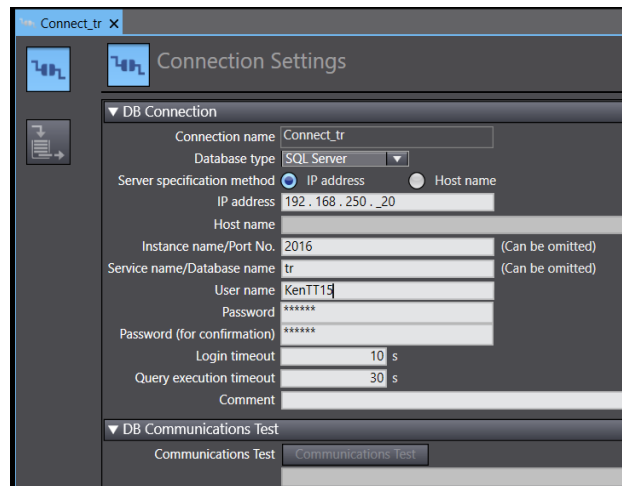 Connect_tr X
Connection Settings
▼ DB Connection
Connection name Connect_tr
Database type SQL Server ▼
Server specification method IP address Host name
IP address 192 . 168 . 250 . _20
Host name
Instance name/Port No. 2016 (Can be omitted)
Service name/Database name tr (Can be omitted)
User name KenTT15
Password ******
Password (for confirmation) ******
Login timeout 10 s
Query execution timeout 30 s
Comment
▼ DB Communications Test
Communications Test Communications Test